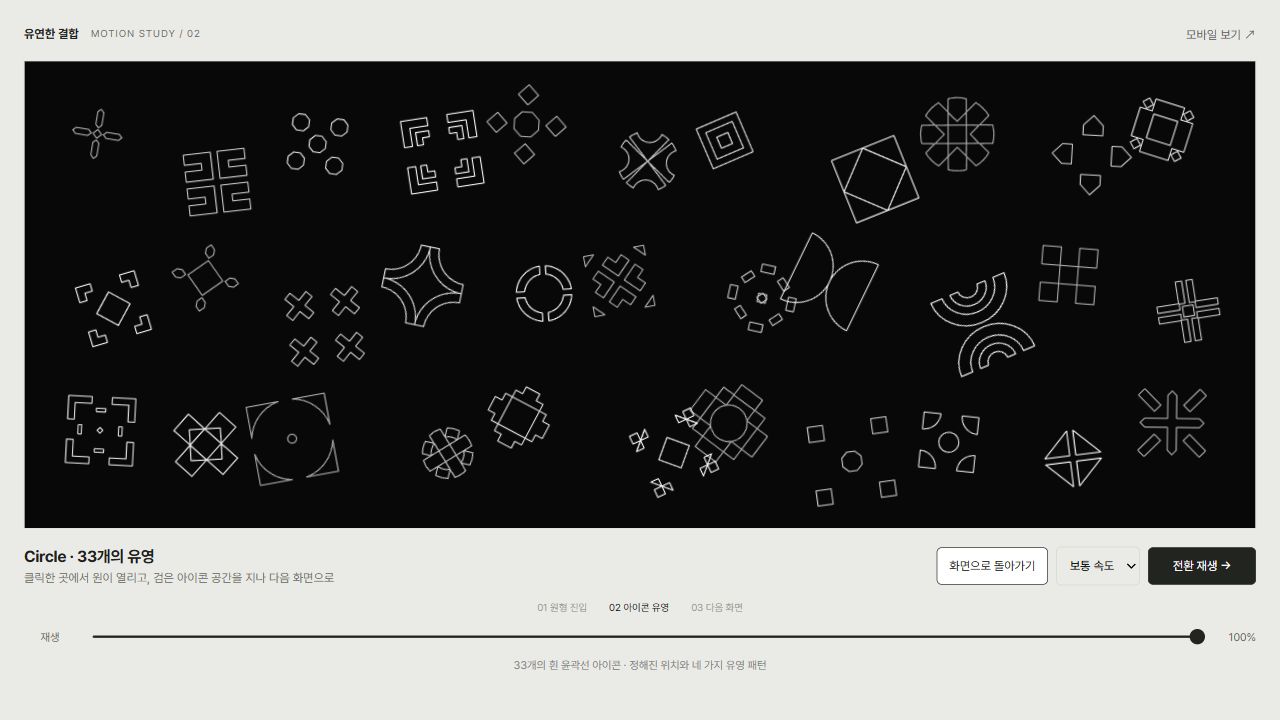 유연한 결합 MOTION STUDY / 02
모바일 보기 ↗
Circle · 33개의 유영
클릭한 곳에서 원이 열리고, 검은 아이콘 공간을 지나 다음 화면으로
화면으로 돌아가기
보통 속도
전환 재생 →
01 원형 진입 02 아이콘 유영 03 다음 화면
재생 100%
33개의 흰 윤곽선 아이콘 · 정해진 위치와 네 가지 유영 패턴